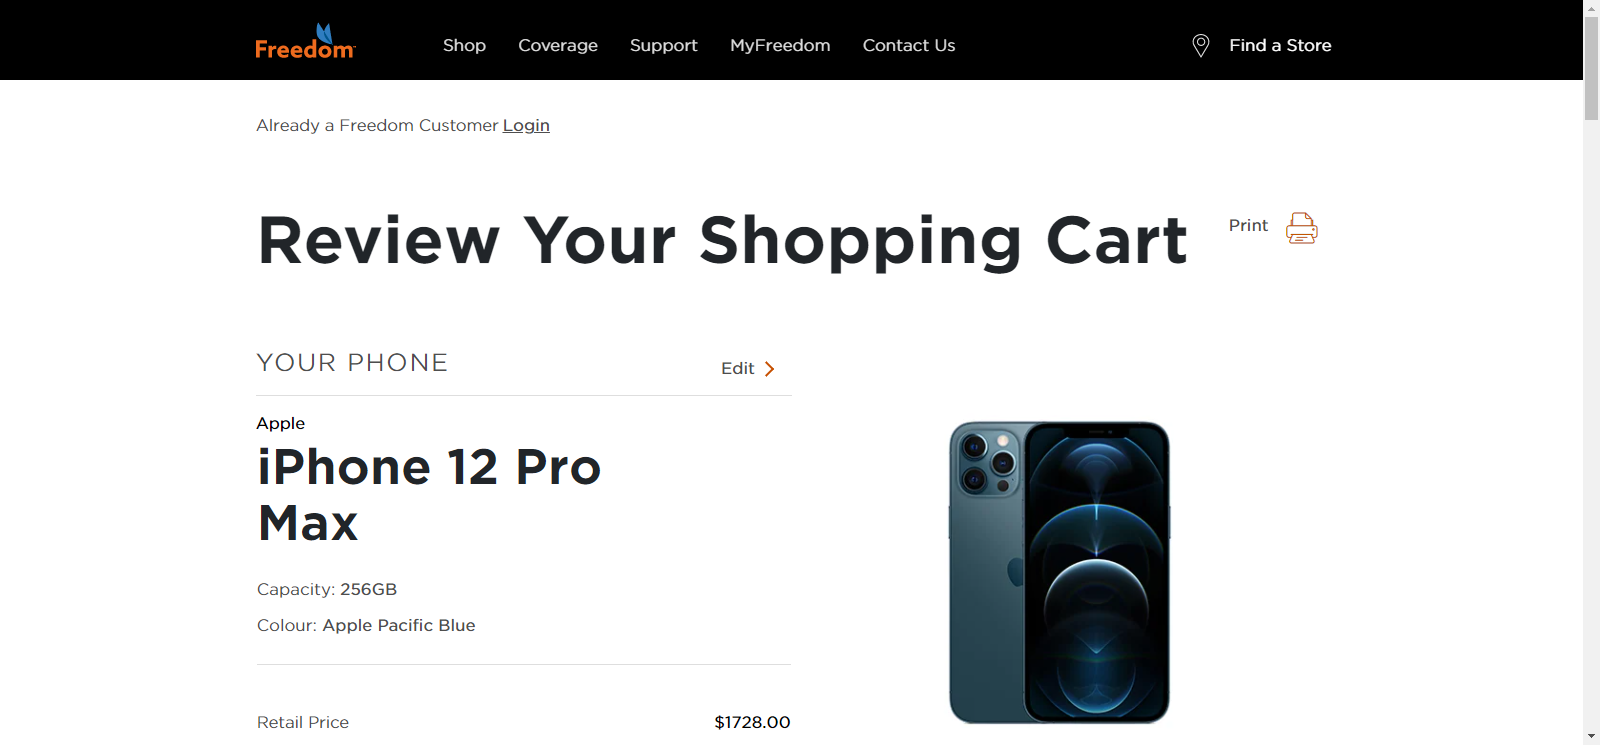 Freedom
Shop Coverage Support MyFreedom Contact Us Find a Store
Already a Freedom Customer Login
Review Your Shopping Cart
Print
YOUR PHONE
Edit
Apple
iPhone 12 Pro
Max
Capacity: 256GB
Colour: Apple Pacific Blue
Retail Price $1728.00